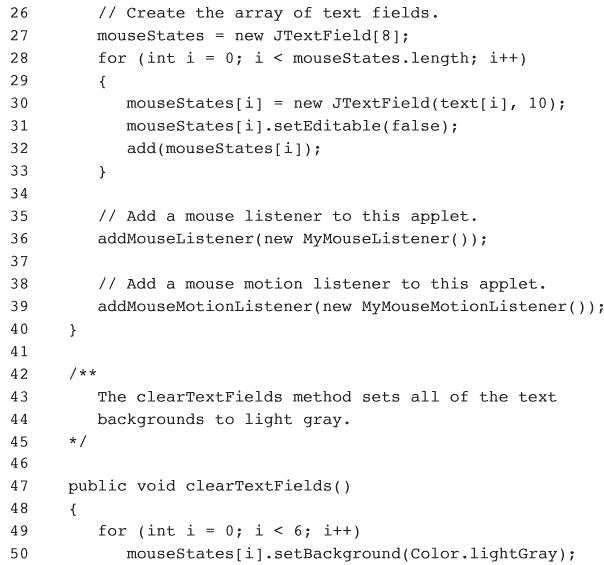 26        // Create the array of text fields.
27        mouseStates = new JTextField[8];
28        for (int i = 0; i < mouseStates.length; i++)
29        {
30           mouseStates[i] = new JTextField(text[i], 10);
31           mouseStates[i].setEditable(false);
32           add(mouseStates[i]);
33        }
34
35        // Add a mouse listener to this applet.
36        addMouseListener(new MyMouseListener());
37
38        // Add a mouse motion listener to this applet.
39        addMouseMotionListener(new MyMouseMotionListener());
40     }
41
42     /**
43        The clearTextFields method sets all of the text
44        backgrounds to light gray.
45     */
46
47     public void clearTextFields()
48     {
49        for (int i = 0; i < 6; i++)
50           mouseStates[i].setBackground(Color.lightGray);